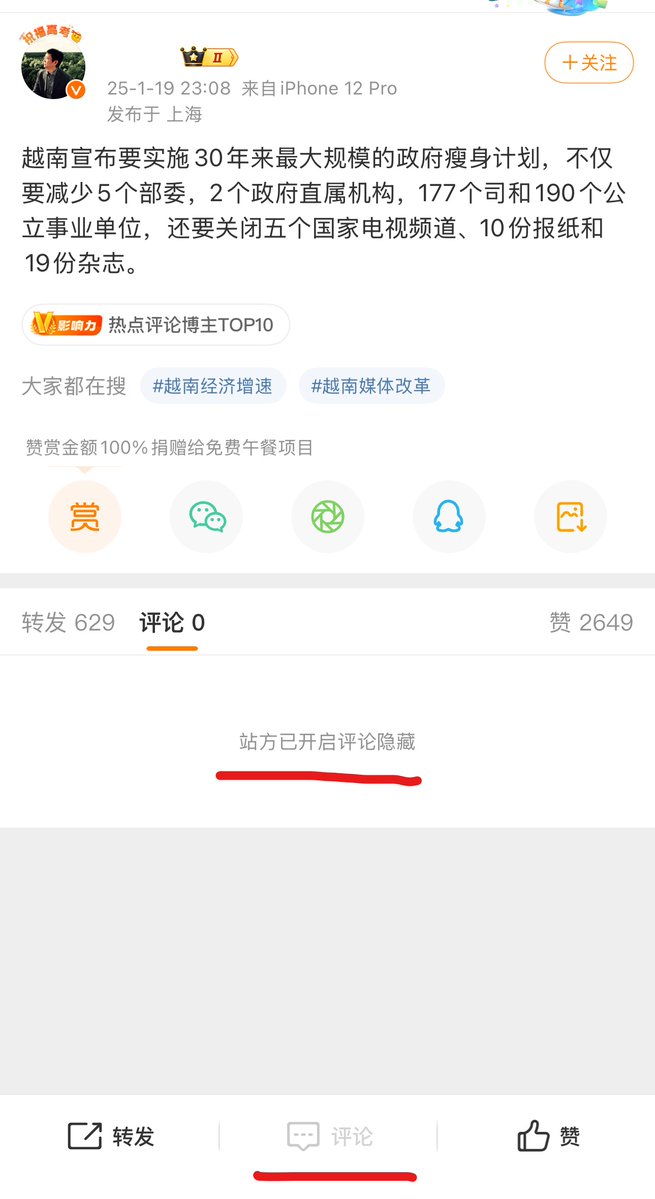 祝福高考
II
25-1-19 23:08 来自iPhone 12 Pro
+关注
发布于 上海
越南宣布要实施30年来最大规模的政府瘦身计划，不仅
要减少5个部委，2个政府直属机构，177个司和190个公
立事业单位，还要关闭五个国家电视频道、10份报纸和
19份杂志。
V影响力 热点评论博主TOP10
大家都在搜 #越南经济增速 #越南媒体改革
赞赏金额100%捐赠给免费午餐项目
赏
转发 629 评论 0 赞 2649
站方已开启评论隐藏
转发 评论 赞